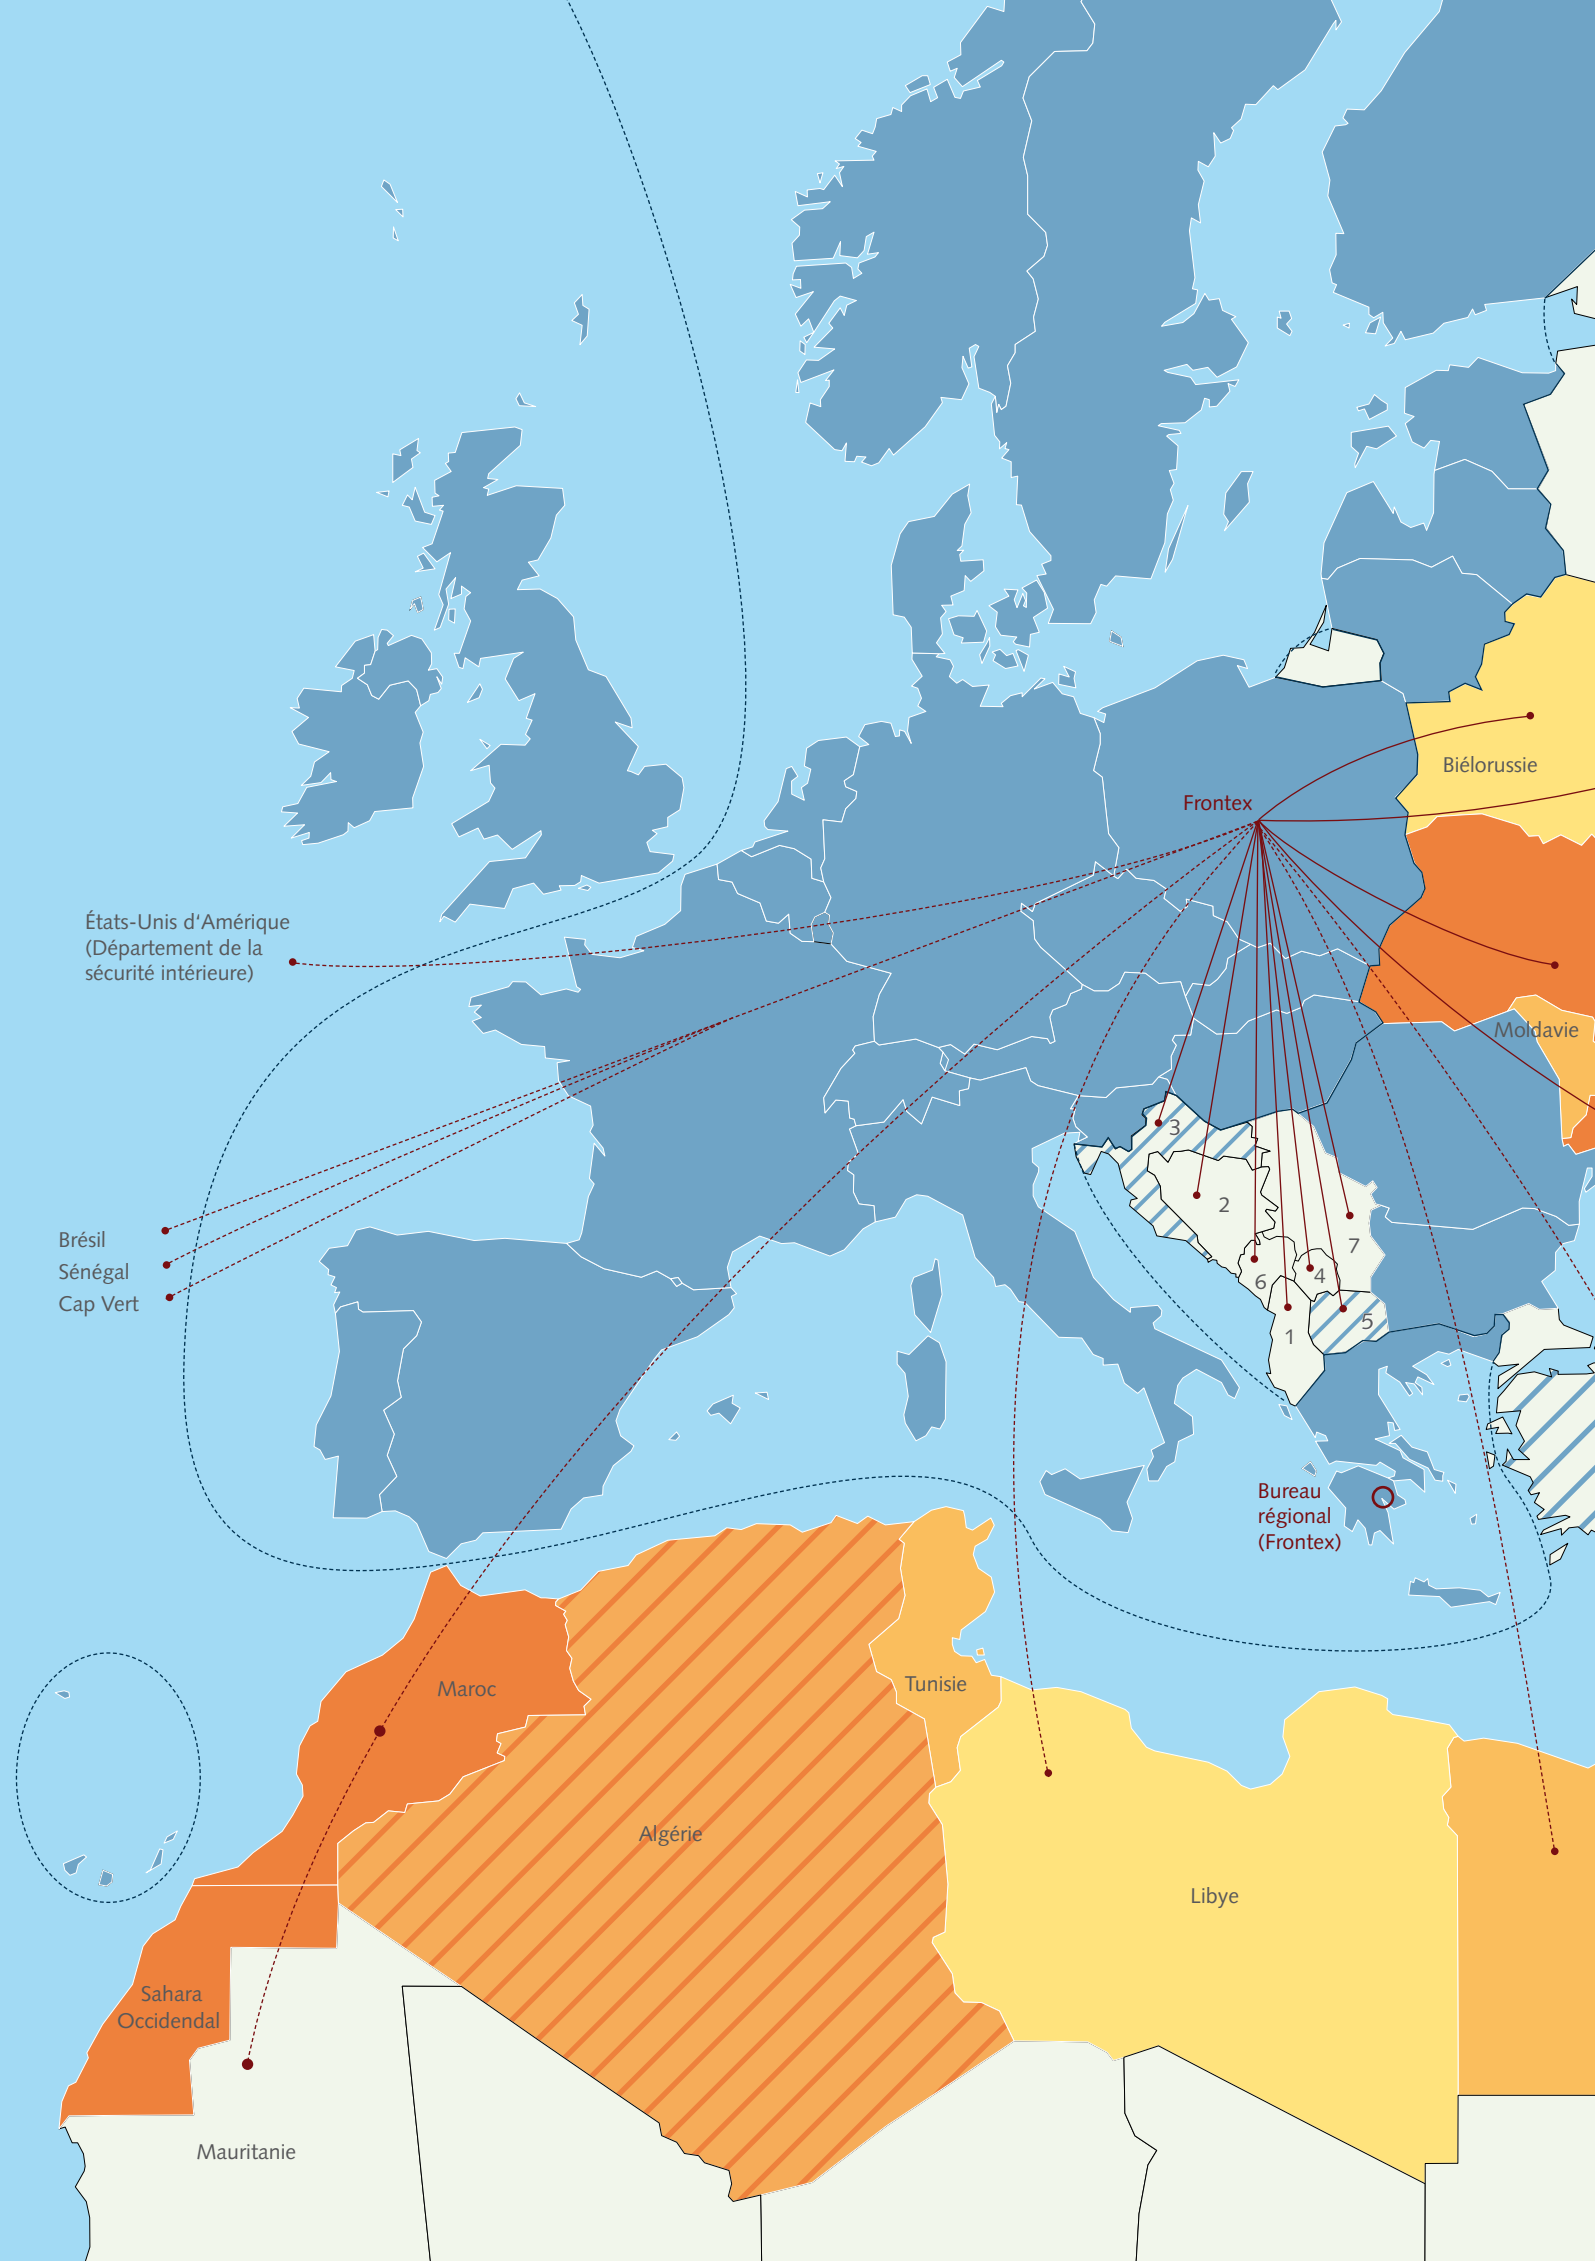 Biélorussie
Frontex
États-Unis d‘Amérique
(Département de la
sécurité intérieure)
Moldavie
3
2
7
6
4
1
5
Brésil
Sénégal
Cap Vert
Bureau
régional
(Frontex)
Maroc
Tunisie
Algérie
Libye
Sahara
Occidendal
Mauritanie